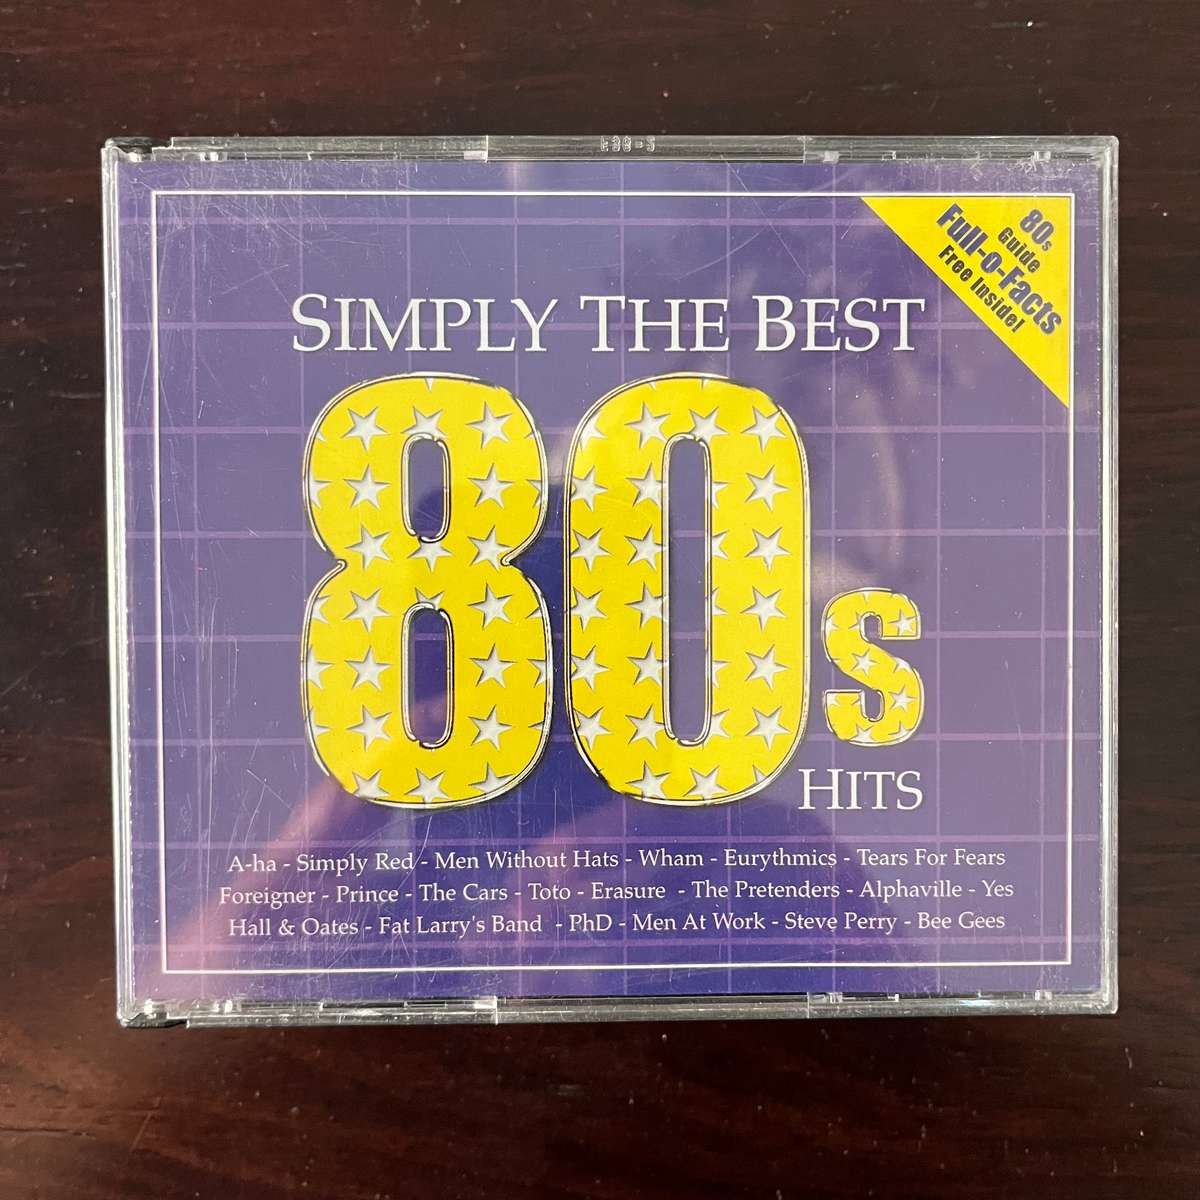 SIMPLY THE BEST
80s
HITS
80s
Guide
Full-o-Facts
Free Inside!
A-ha - Simply Red - Men Without Hats - Wham - Eurythmics - Tears For Fears
Foreigner - Prince - The Cars - Toto - Erasure - The Pretenders - Alphaville - Yes
Hall & Oates - Fat Larry's Band - PhD - Men At Work - Steve Perry - Bee Gees